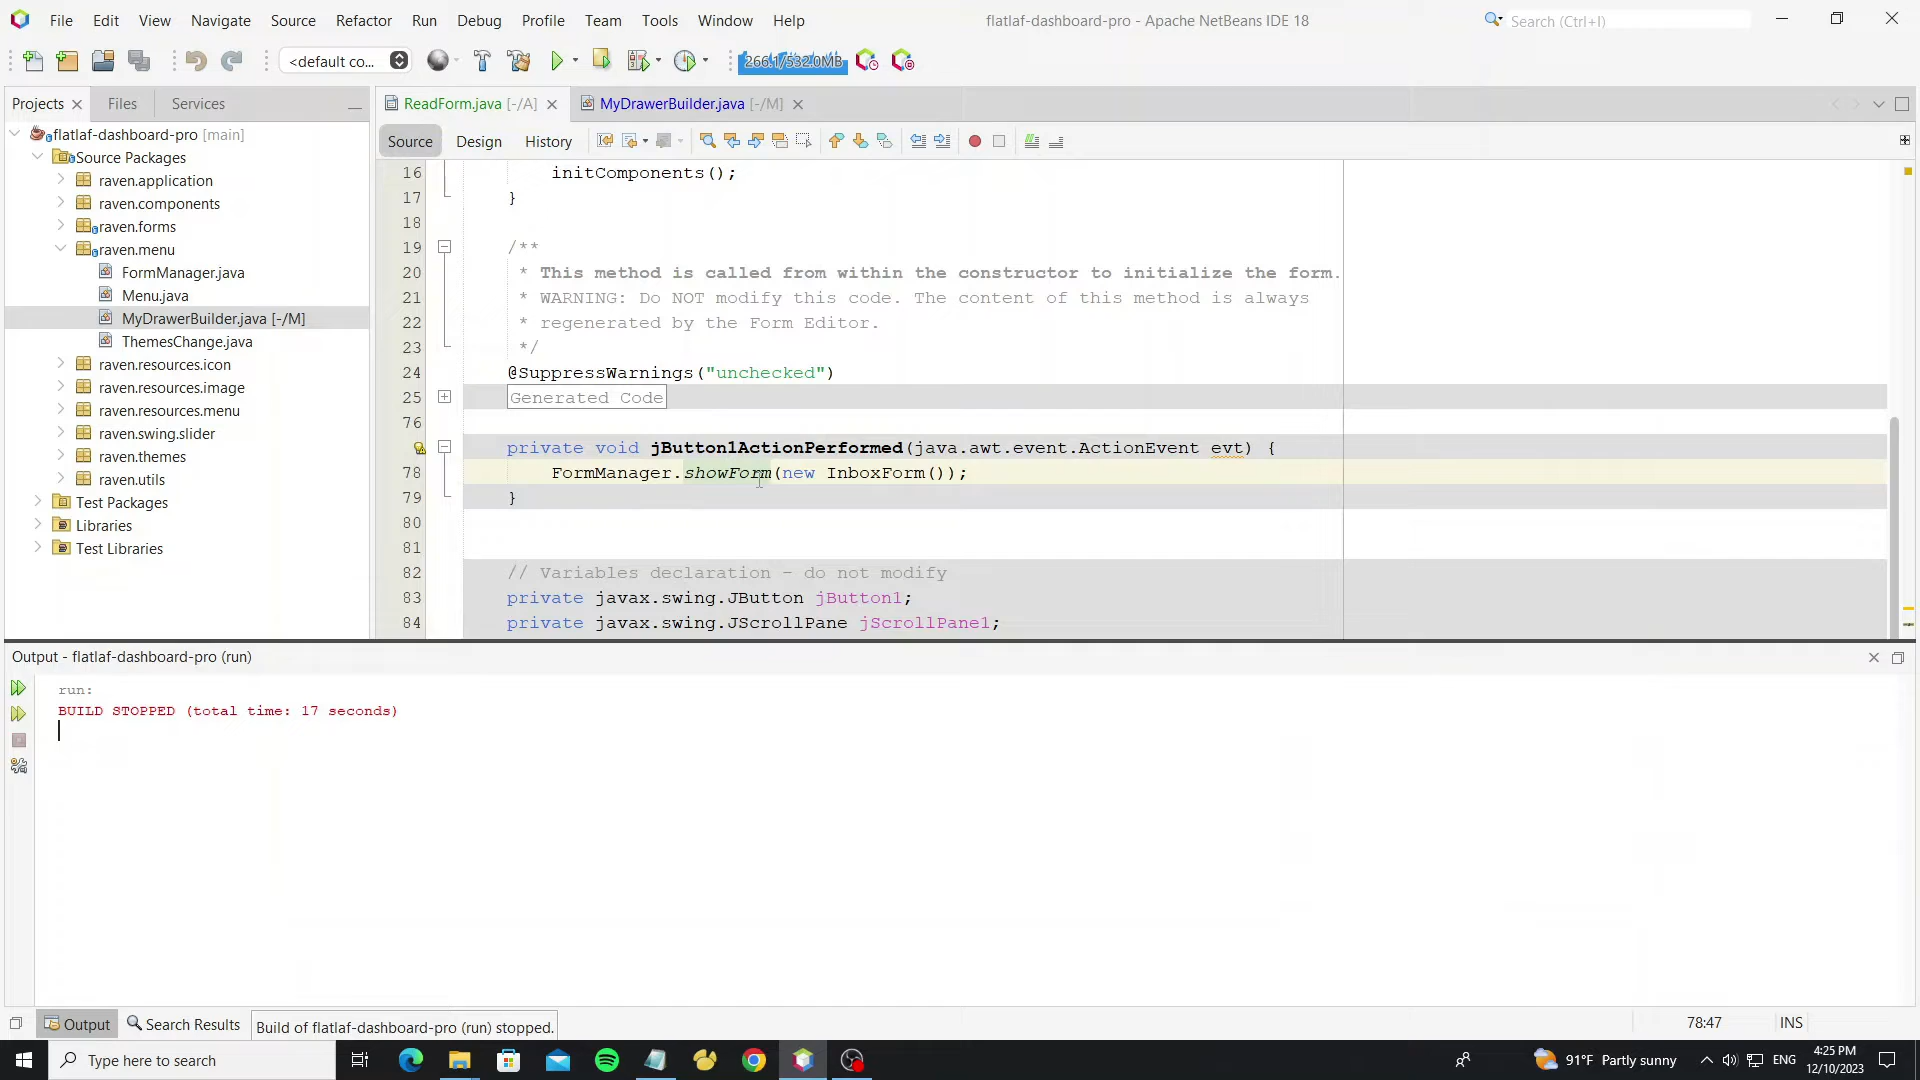 File Edit View Navigate Source Refactor Run Debug Profile Team Tools Window Help
flatlaf-dashboard-pro - Apache NetBeans IDE 18
Search (Ctrl+I)
<default co...
266.1/532.0MB
Projects Files Services
ReadForm.java [-/A]
MyDrawerBuilder.java [-/M]
flatlaf-dashboard-pro [main]
Source Packages
raven.application
raven.components
raven.forms
raven.menu
FormManager.java
Menu.java
MyDrawerBuilder.java [-/M]
ThemesChange.java
raven.resources.icon
raven.resources.image
raven.resources.menu
raven.swing.slider
raven.themes
raven.utils
Test Packages
Libraries
Test Libraries
Source Design History
16 initComponents();
17 }
18
19 /**
20 * This method is called from within the constructor to initialize the form.
21 * WARNING: Do NOT modify this code. The content of this method is always
22 * regenerated by the Form Editor.
23 */
24 @SuppressWarnings("unchecked")
25 Generated Code
76
private void jButton1ActionPerformed(java.awt.event.ActionEvent evt) {
78 FormManager.showForm(new InboxForm());
79 }
80
81
82 // Variables declaration - do not modify
83 private javax.swing.JButton jButton1;
84 private javax.swing.JScrollPane jScrollPane1;
Output - flatlaf-dashboard-pro (run)
run:
BUILD STOPPED (total time: 17 seconds)
Output Search Results
Build of flatlaf-dashboard-pro (run) stopped.
78:47 INS
Type here to search
91°F Partly sunny
ENG
4:25 PM
12/10/2023